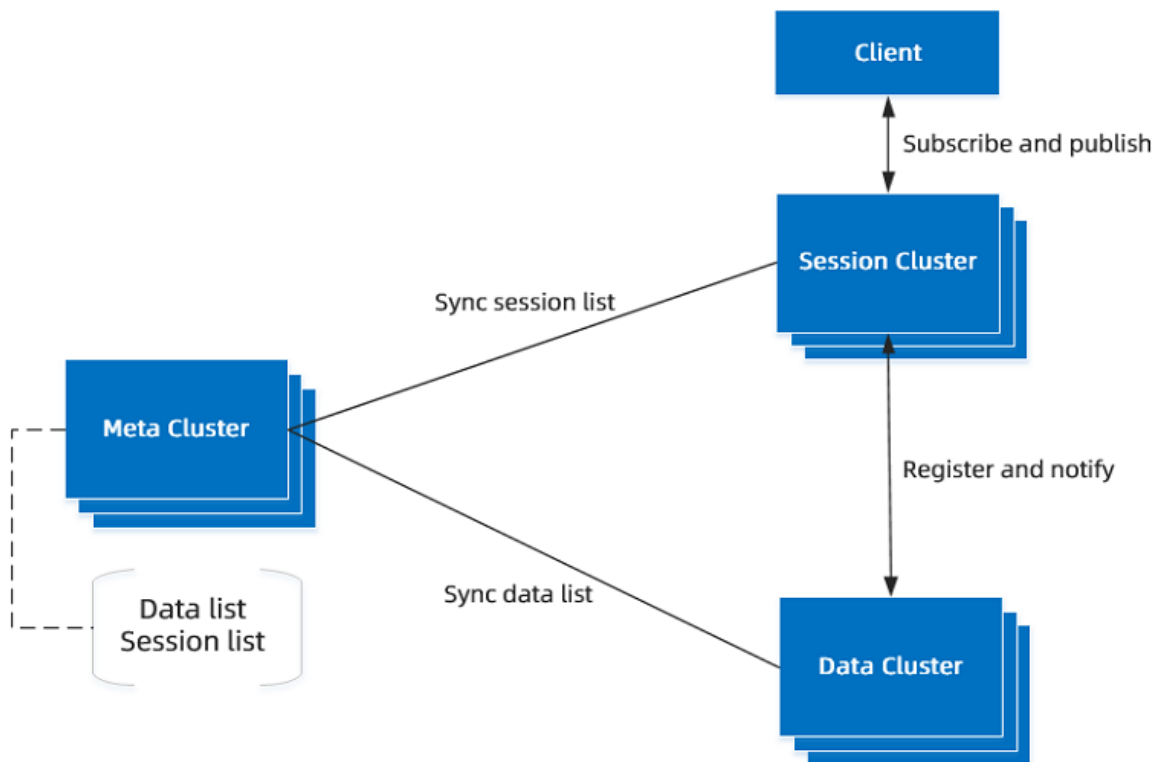 Client
Subscribe and publish
Session Cluster
Sync session list
Meta Cluster
Register and notify
Sync data list
Data list
Session list
Data Cluster